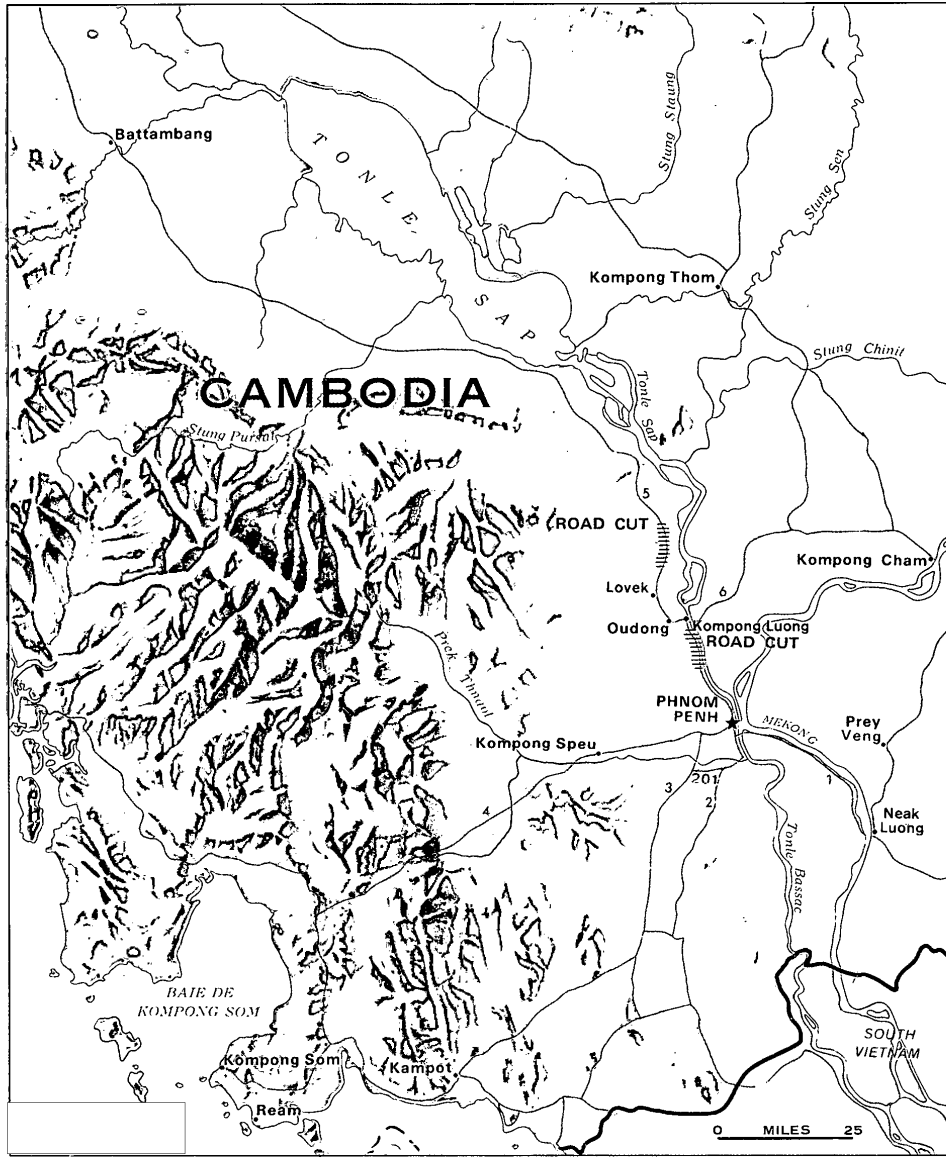 Battambang
TONLE
SAP
Stung Staung
Stung Sen
Kompong Thom
Stung Chinit
CAMBODIA
Tonle Sap
Stung Pursat
5
ROAD CUT
Kompong Cham
Lovek
6
Oudong
Kompong Luong
ROAD CUT
Prek Thnant
PHNOM
PENH
MEKONG
Prey
Veng
Kompong Speu
201
1
3
2
4
Neak
Luong
Tonle Bassac
BAIE DE
KOMPONG SOM
SOUTH
VIETNAM
Kompong Som
Kampot
Ream
0 MILES 25